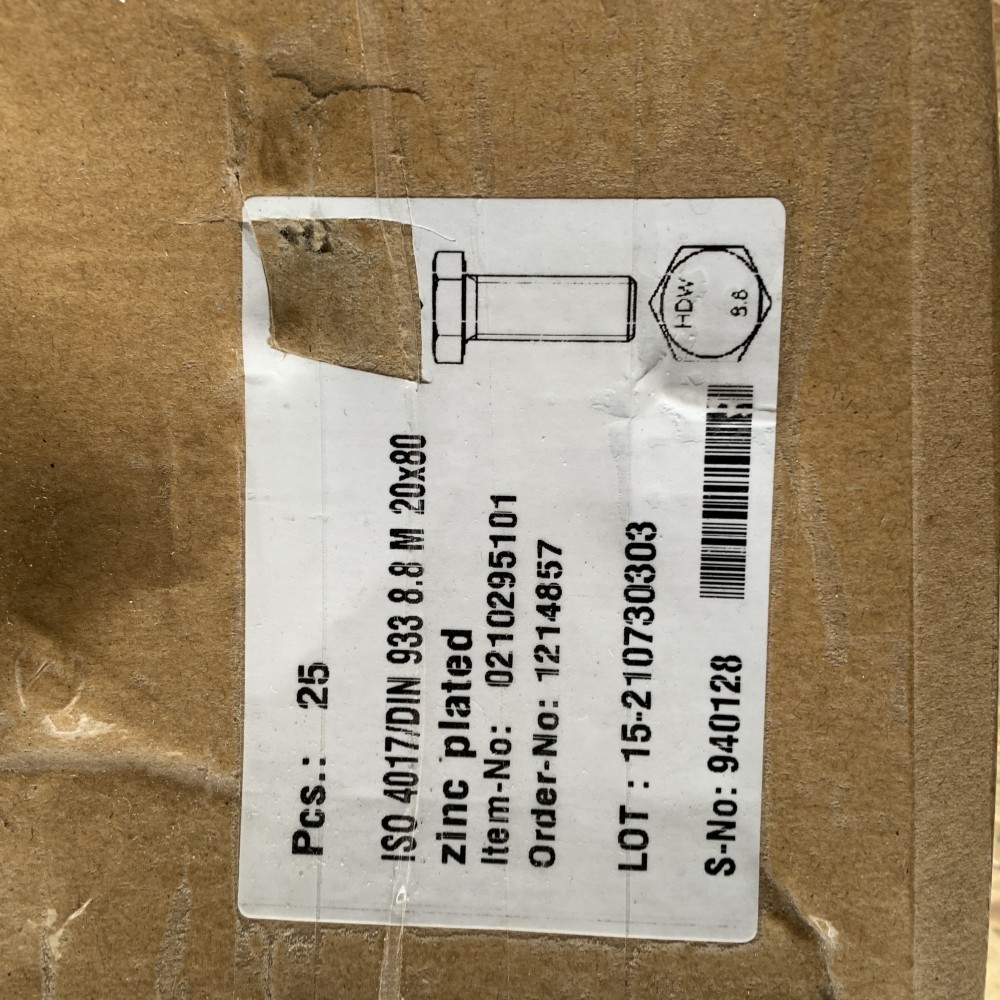 Pcs.: 25
ISO 4017/DIN 933 8.8 M 20x80
zinc plated
Item-No: 0210295101
Order-No: 1214857
LOT : 15-210730303
S-No: 940128
HDW
8.8